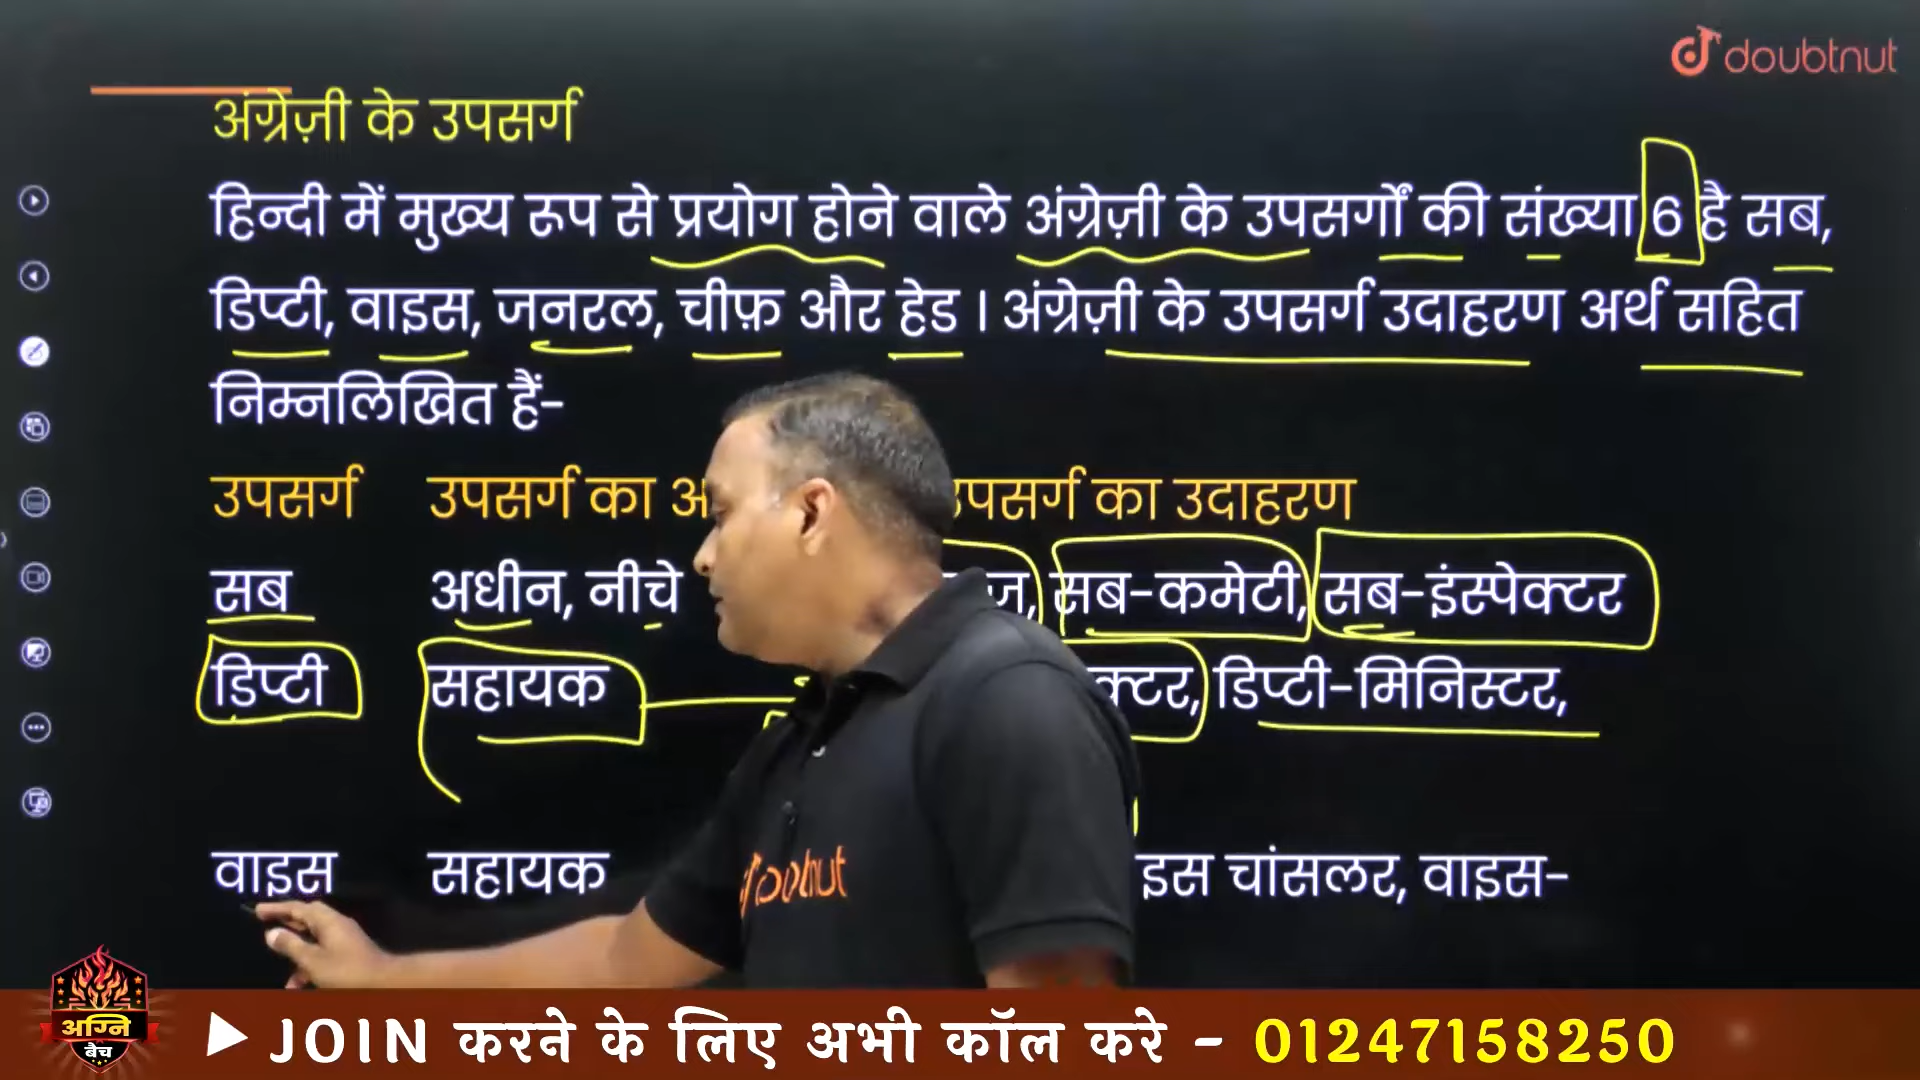 doubtnut
अंग्रेज़ी के उपसर्ग
हिन्दी में मुख्य रूप से प्रयोग होने वाले अंग्रेज़ी के उपसर्गों की संख्या 6 है सब,
डिप्टी, वाइस, जनरल, चीफ़ और हेड । अंग्रेज़ी के उपसर्ग उदाहरण अर्थ सहित
निम्नलिखित हैं-
उपसर्ग उपसर्ग का उपसर्ग का उदाहरण
सब अधीन, नीचे सब-कमेटी, सब-इंस्पेक्टर
डिप्टी सहायक डिप्टी-मिनिस्टर,
वाइस सहायक चांसलर, वाइस-
doubtnut
अग्नि
बैच
JOIN करने के लिए अभी कॉल करे - 01247158250